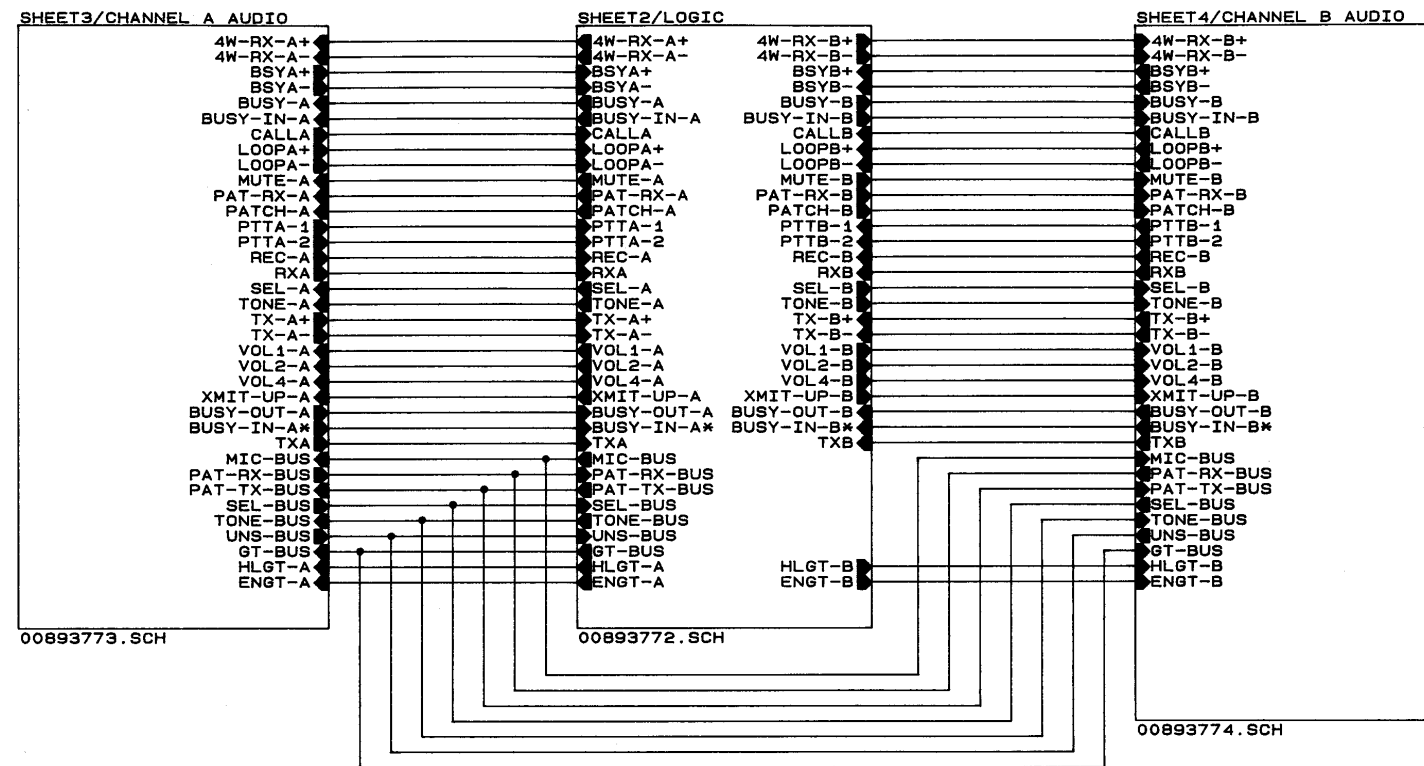 SHEET3/CHANNEL A AUDIO
4W-RX-A+
4W-RX-A-
BSYA+
BSYA-
BUSY-A
BUSY-IN-A
CALLA
LOOPA+
LOOPA-
MUTE-A
PAT-RX-A
PATCH-A
PTTA-1
PTTA-2
REC-A
RXA
SEL-A
TONE-A
TX-A+
TX-A-
VOL1-A
VOL2-A
VOL4-A
XMIT-UP-A
BUSY-OUT-A
BUSY-IN-A*
TXA
MIC-BUS
PAT-RX-BUS
PAT-TX-BUS
SEL-BUS
TONE-BUS
UNS-BUS
GT-BUS
HLGT-A
ENGT-A
00893773.SCH
SHEET2/LOGIC
4W-RX-A+
4W-RX-A-
BSYA+
BSYA-
BUSY-A
BUSY-IN-A
CALLA
LOOPA+
LOOPA-
MUTE-A
PAT-RX-A
PATCH-A
PTTA-1
PTTA-2
REC-A
RXA
SEL-A
TONE-A
TX-A+
TX-A-
VOL1-A
VOL2-A
VOL4-A
XMIT-UP-A
BUSY-OUT-A
BUSY-IN-A*
TXA
MIC-BUS
PAT-RX-BUS
PAT-TX-BUS
SEL-BUS
TONE-BUS
UNS-BUS
GT-BUS
HLGT-A
ENGT-A
4W-RX-B+
4W-RX-B-
BSYB+
BSYB-
BUSY-B
BUSY-IN-B
CALLB
LOOPB+
LOOPB-
MUTE-B
PAT-RX-B
PATCH-B
PTTB-1
PTTB-2
REC-B
RXB
SEL-B
TONE-B
TX-B+
TX-B-
VOL1-B
VOL2-B
VOL4-B
XMIT-UP-B
BUSY-OUT-B
BUSY-IN-B*
TXB
HLGT-B
ENGT-B
00893772.SCH
SHEET4/CHANNEL B AUDIO
4W-RX-B+
4W-RX-B-
BSYB+
BSYB-
BUSY-B
BUSY-IN-B
CALLB
LOOPB+
LOOPB-
MUTE-B
PAT-RX-B
PATCH-B
PTTB-1
PTTB-2
REC-B
RXB
SEL-B
TONE-B
TX-B+
TX-B-
VOL1-B
VOL2-B
VOL4-B
XMIT-UP-B
BUSY-OUT-B
BUSY-IN-B*
TXB
MIC-BUS
PAT-RX-BUS
PAT-TX-BUS
SEL-BUS
TONE-BUS
UNS-BUS
GT-BUS
HLGT-B
ENGT-B
00893774.SCH